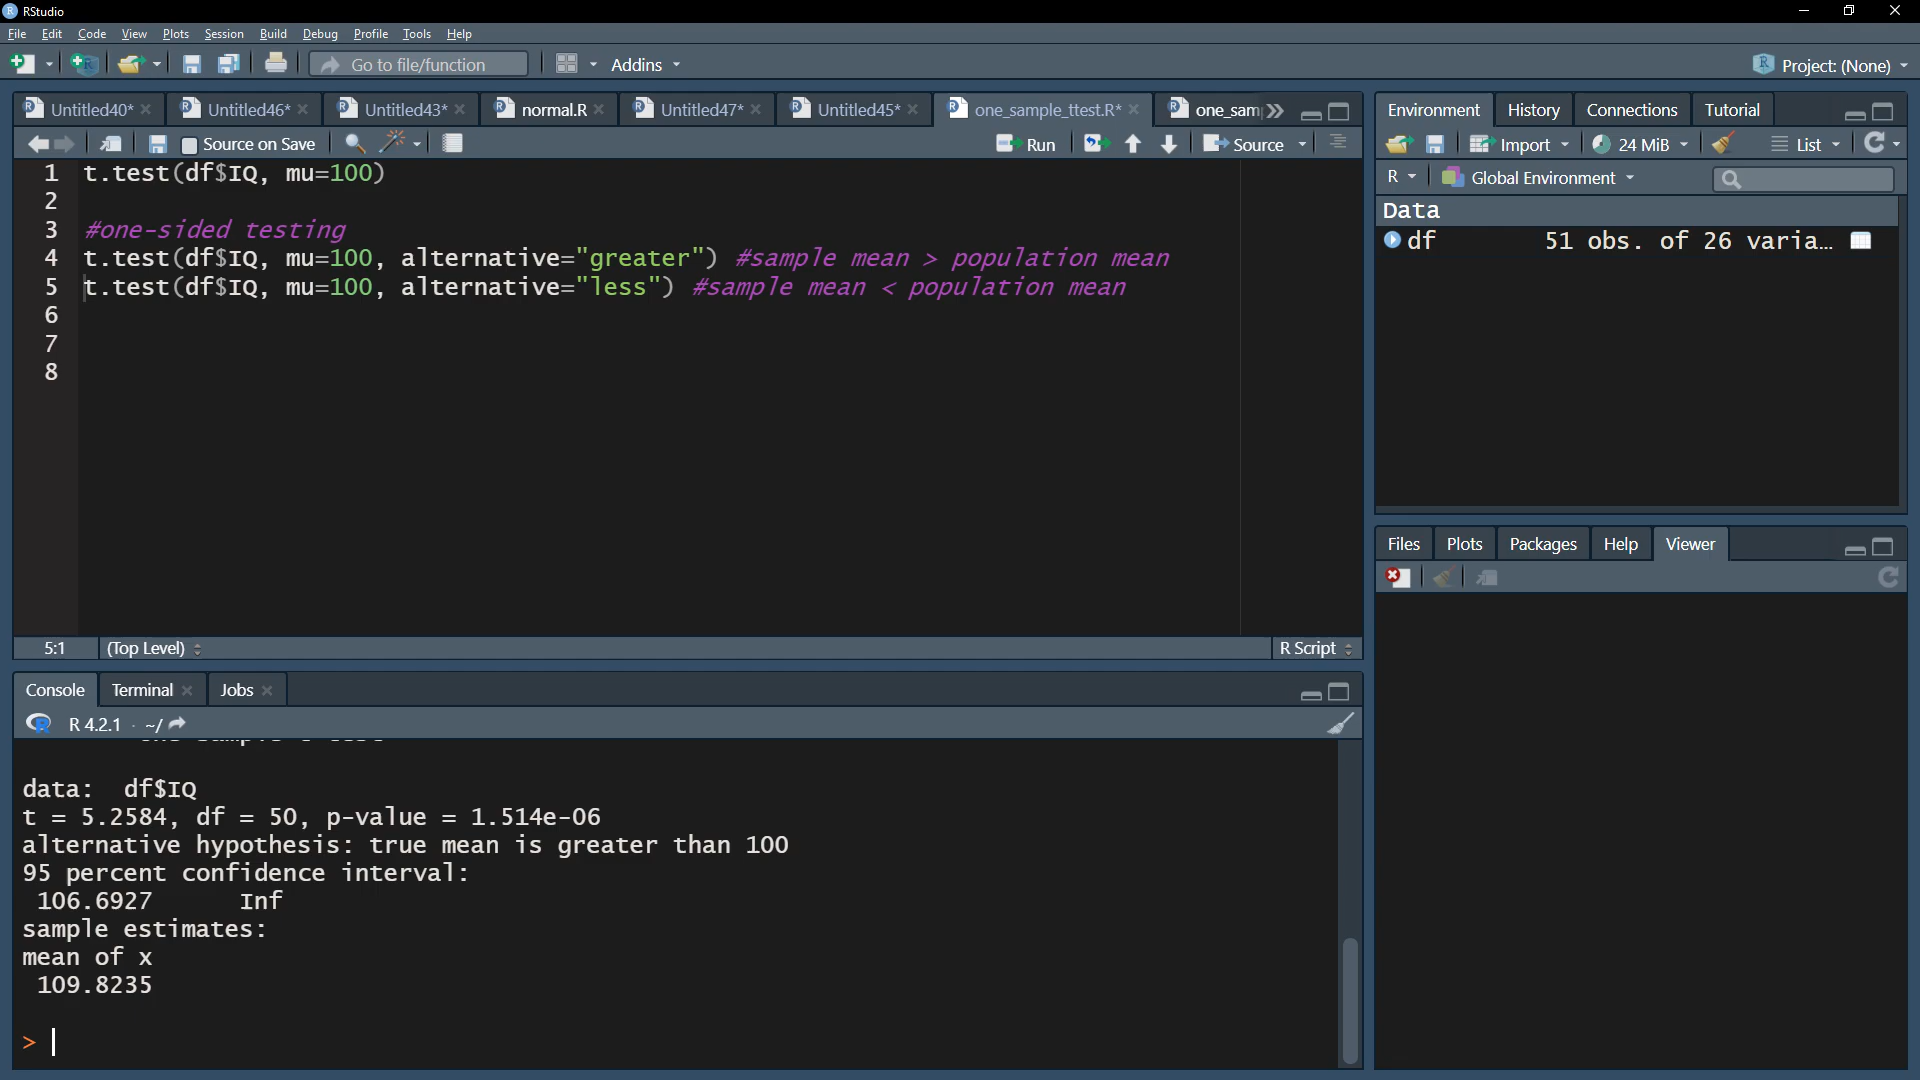 RStudio
File Edit Code View Plots Session Build Debug Profile Tools Help
Go to file/function Addins Project: (None)
Untitled40* Untitled46* Untitled43* normal.R Untitled47* Untitled45* one_sample_ttest.R* one_sam
Source on Save Run Source
1 t.test(df$IQ, mu=100)
2
3 #one-sided testing
4 t.test(df$IQ, mu=100, alternative="greater") #sample mean > population mean
5 t.test(df$IQ, mu=100, alternative="less") #sample mean < population mean
6
7
8
5:1 (Top Level) R Script
Console Terminal Jobs
R 4.2.1 · ~/
data: df$IQ
t = 5.2584, df = 50, p-value = 1.514e-06
alternative hypothesis: true mean is greater than 100
95 percent confidence interval:
106.6927 Inf
sample estimates:
mean of x
109.8235
>
Environment History Connections Tutorial
Import 24 MiB List
R Global Environment
Data
df 51 obs. of 26 varia…
Files Plots Packages Help Viewer